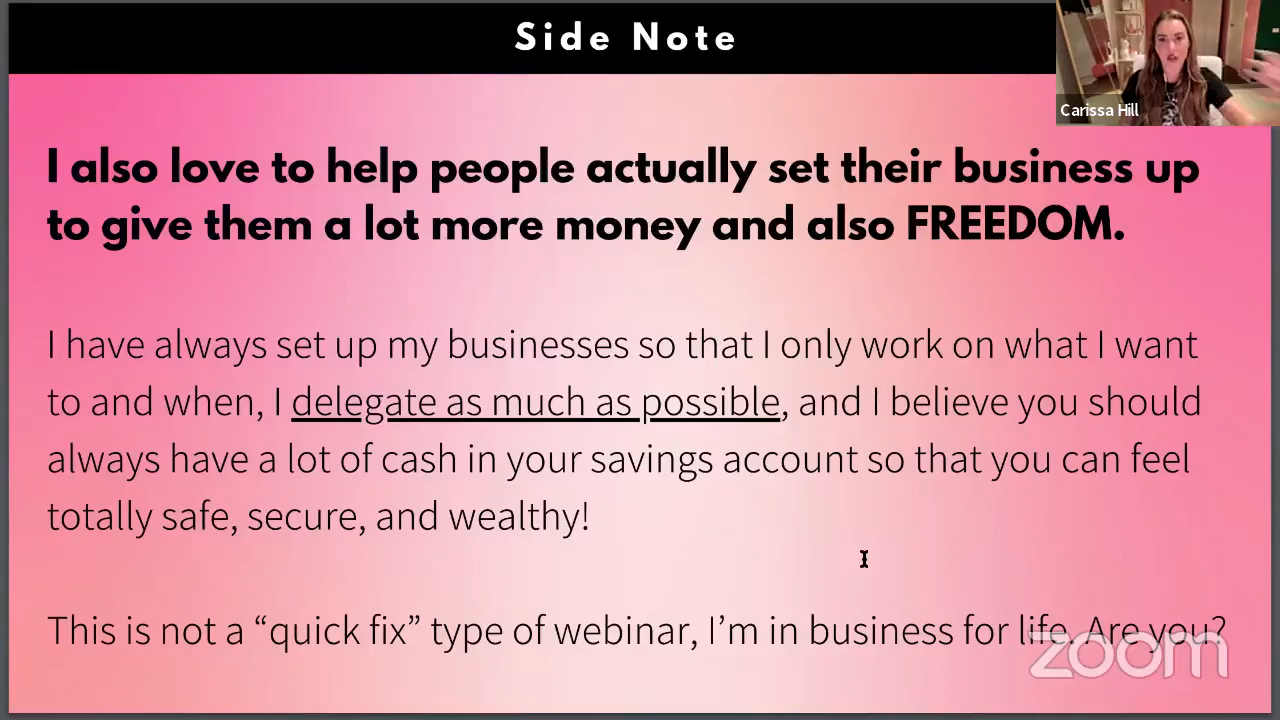 Side Note
Carissa Hill
I also love to help people actually set their business up
to give them a lot more money and also FREEDOM.
I have always set up my businesses so that I only work on what I want
to and when, I delegate as much as possible, and I believe you should
always have a lot of cash in your savings account so that you can feel
totally safe, secure, and wealthy!
This is not a “quick fix” type of webinar, I’m in business for life. Are you?
zoom